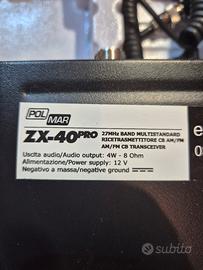 POL
MAR
ZX-40PRO
27MHz BAND MULTISTANDARD
RICETRASMETTITORE CB AM/FM
AM/FM CB TRANSCEIVER
Uscita audio/Audio output: 4W - 8 Ohm
Alimentazione/Power supply: 12 V
Negativo a massa/negative ground
e
0
subito